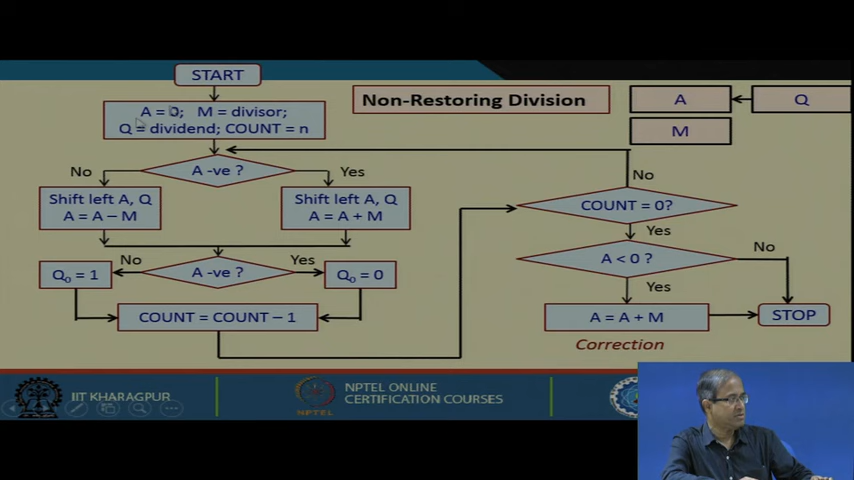 START
Non-Restoring Division
A
Q
M
A = 0; M = divisor;
Q = dividend; COUNT = n
A -ve ?
No
Yes
Shift left A, Q
A = A – M
Shift left A, Q
A = A + M
A -ve ?
No
Yes
Q₀ = 1
Q₀ = 0
COUNT = COUNT – 1
No
COUNT = 0?
Yes
A < 0 ?
No
Yes
A = A + M
STOP
Correction
IIT KHARAGPUR
NPTEL
NPTEL ONLINE
CERTIFICATION COURSES